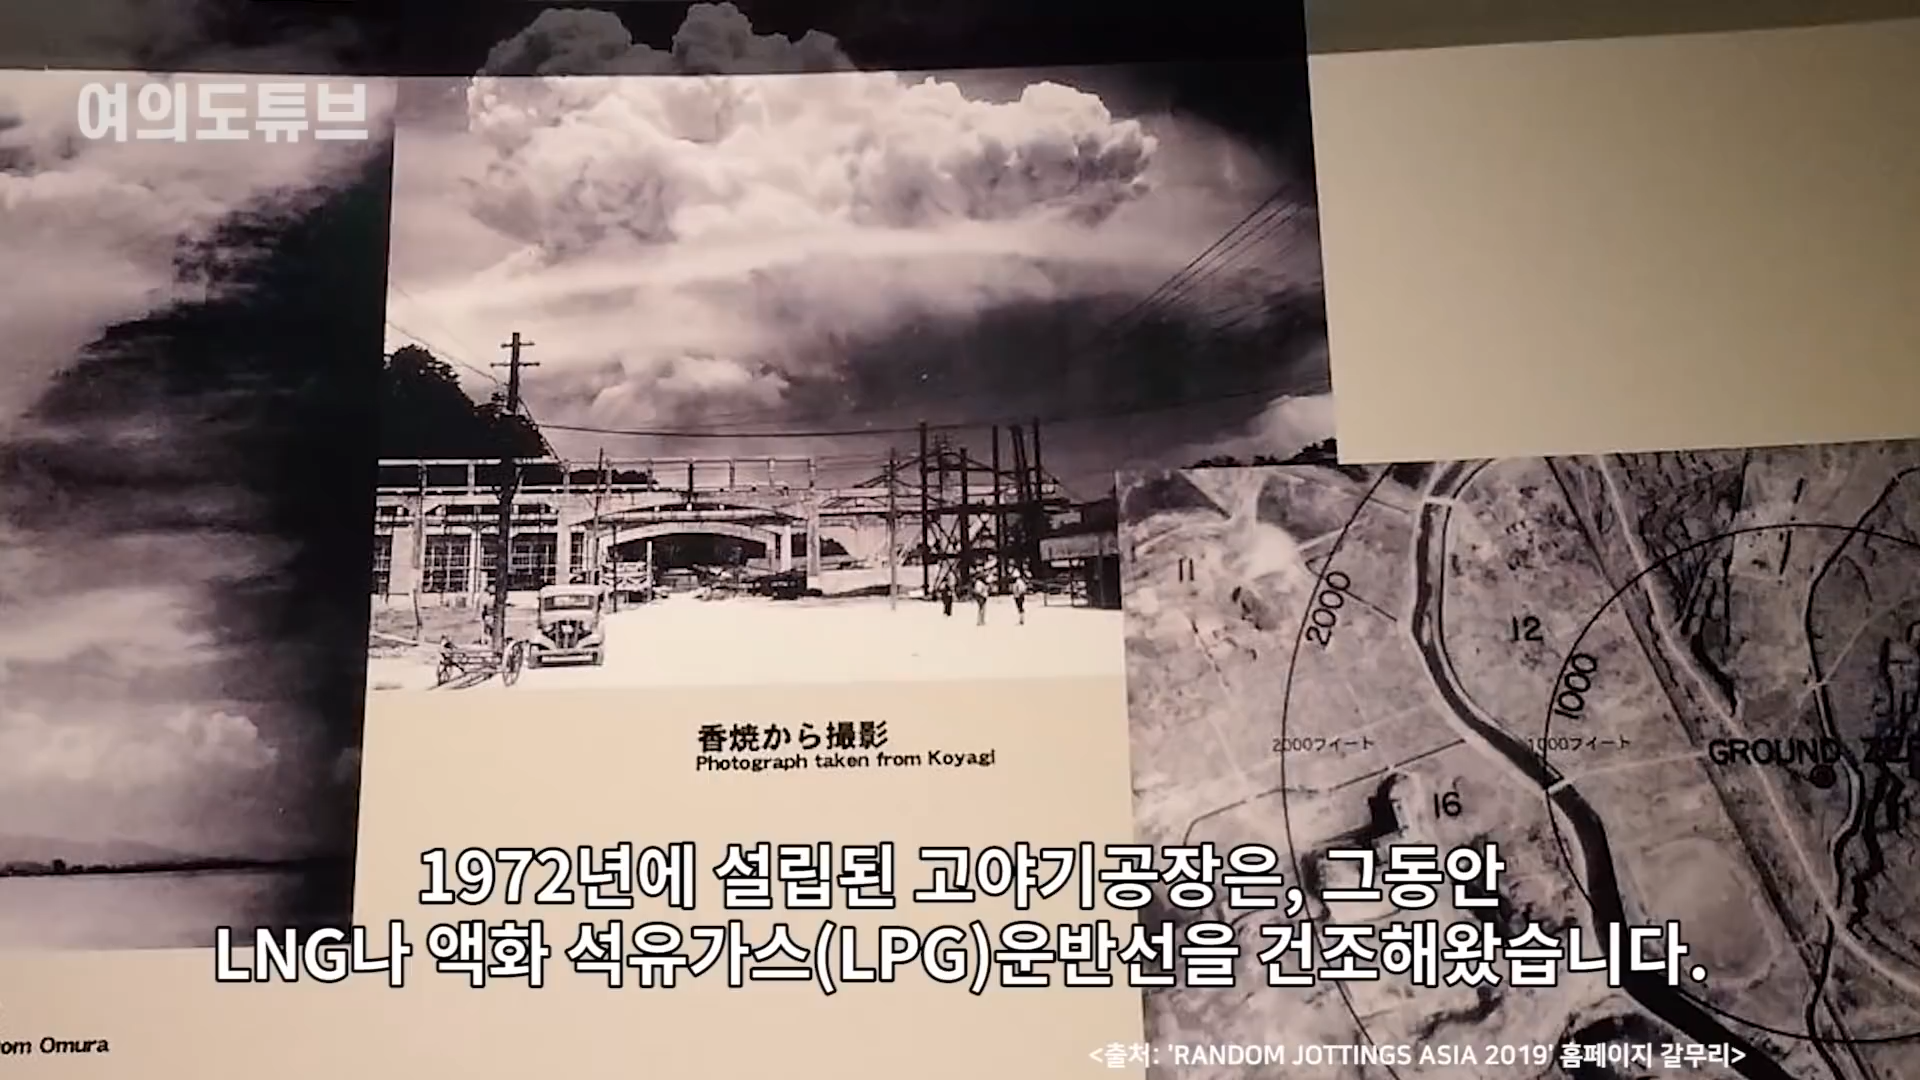 여의도튜브
香焼から撮影
Photograph taken from Koyagi
11
2000
12
1000
2000フィート
1000フィート
GROUND
16
1972년에 설립된 고야기공장은, 그동안
LNG나 액화 석유가스(LPG)운반선을 건조해왔습니다.
Omura
<출처: 'RANDOM JOTTINGS ASIA 2019' 홈페이지 갈무리>